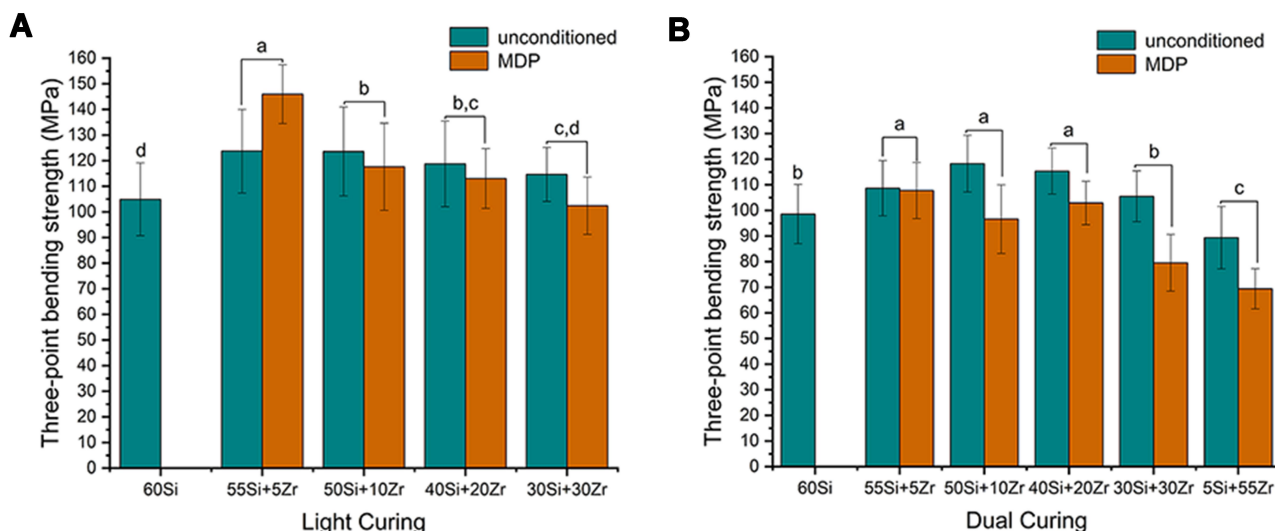 A
unconditioned
MDP
Three-point bending strength (MPa)
160
150
140
130
120
110
100
90
80
70
60
50
40
30
20
10
0
d
a
b
b,c
c,d
60Si
55Si+5Zr
50Si+10Zr
40Si+20Zr
30Si+30Zr
Light Curing
B
unconditioned
MDP
Three-point bending strength (MPa)
160
150
140
130
120
110
100
90
80
70
60
50
40
30
20
10
0
b
a
a
a
b
c
60Si
55Si+5Zr
50Si+10Zr
40Si+20Zr
30Si+30Zr
5Si+55Zr
Dual Curing